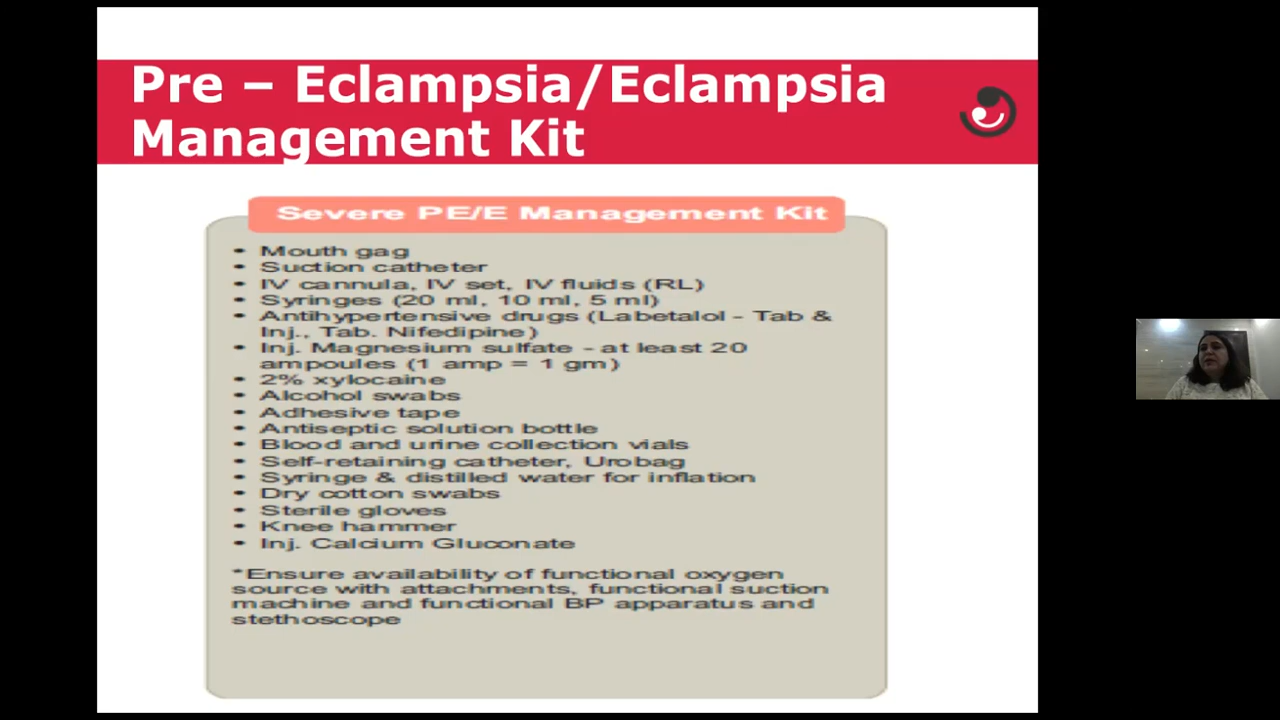 Pre – Eclampsia/Eclampsia
Management Kit
Severe PE/E Management Kit
• Mouth gag
• Suction catheter
• IV cannula, IV set, IV fluids (RL)
• Syringes (20 ml, 10 ml, 5 ml)
• Antihypertensive drugs (Labetalol - Tab &
Inj., Tab. Nifedipine)
• Inj. Magnesium sulfate - at least 20
ampoules (1 amp = 1 gm)
• 2% xylocaine
• Alcohol swabs
• Adhesive tape
• Antiseptic solution bottle
• Blood and urine collection vials
• Self-retaining catheter, Urobag
• Syringe & distilled water for inflation
• Dry cotton swabs
• Sterile gloves
• Knee hammer
• Inj. Calcium Gluconate
*Ensure availability of functional oxygen
source with attachments, functional suction
machine and functional BP apparatus and
stethoscope